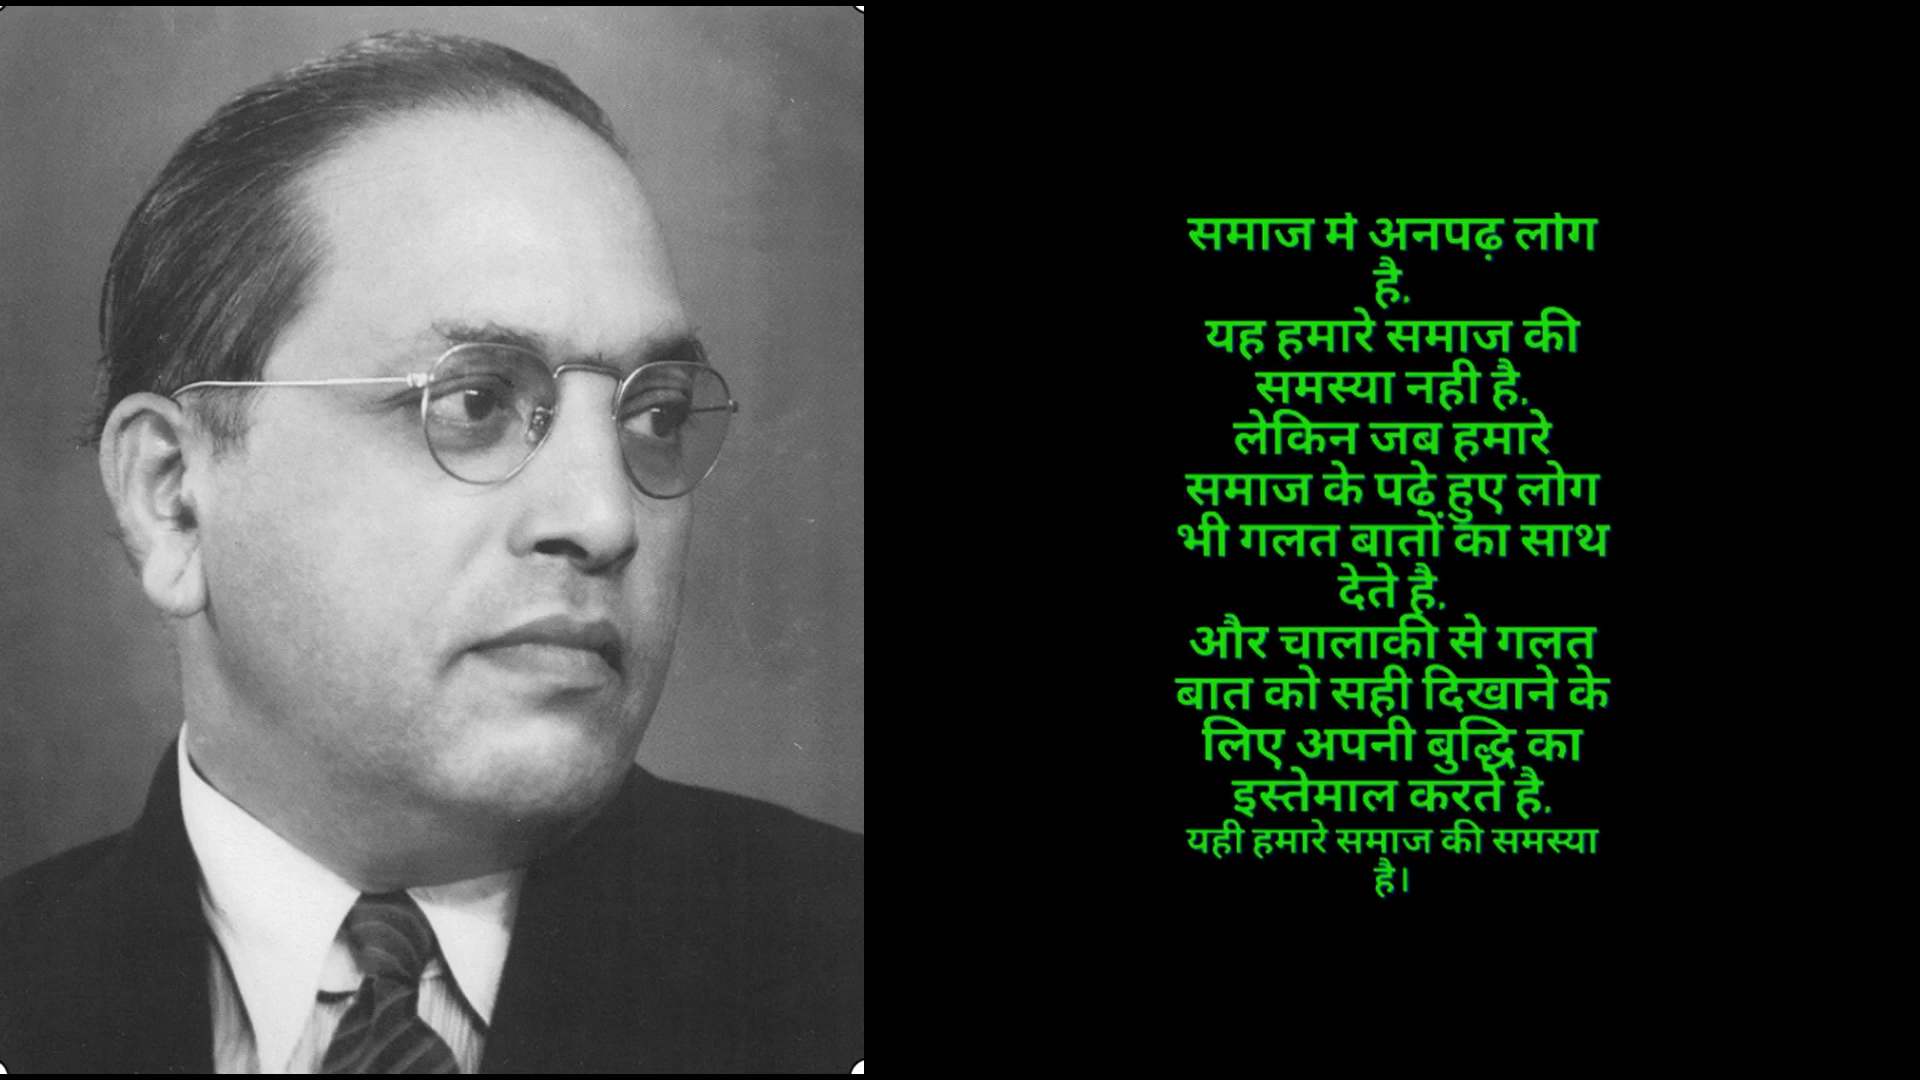 समाज में अनपढ़ लोग
है.
यह हमारे समाज की
समस्या नही है.
लेकिन जब हमारे
समाज के पढे हुए लोग
भी गलत बातों का साथ
देते है.
और चालाकी से गलत
बात को सही दिखाने के
लिए अपनी बुद्धि का
इस्तेमाल करते है.
यही हमारे समाज की समस्या
है।